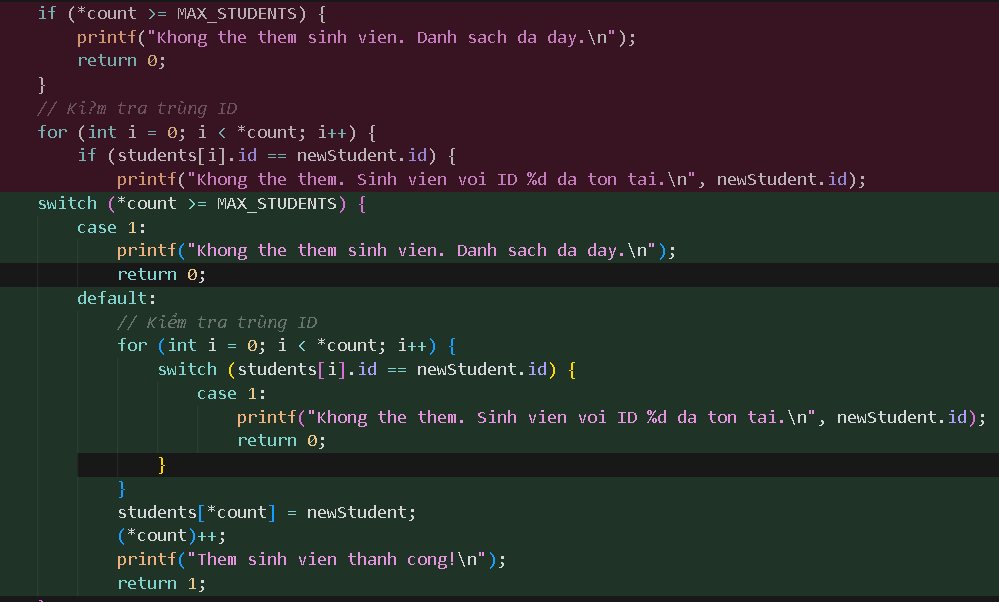 if (*count >= MAX_STUDENTS) {
printf("Khong the them sinh vien. Danh sach da day.\n");
return 0;
}
// Ki?m tra trùng ID
for (int i = 0; i < *count; i++) {
if (students[i].id == newStudent.id) {
printf("Khong the them. Sinh vien voi ID %d da ton tai.\n", newStudent.id);
switch (*count >= MAX_STUDENTS) {
case 1:
printf("Khong the them sinh vien. Danh sach da day.\n");
return 0;
default:
// Kiểm tra trùng ID
for (int i = 0; i < *count; i++) {
switch (students[i].id == newStudent.id) {
case 1:
printf("Khong the them. Sinh vien voi ID %d da ton tai.\n", newStudent.id);
return 0;
}
}
students[*count] = newStudent;
(*count)++;
printf("Them sinh vien thanh cong!\n");
return 1;